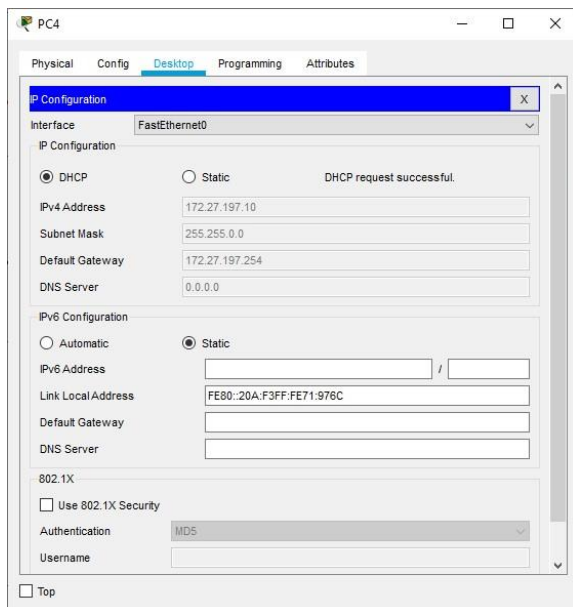 PC4
Physical Config Desktop Programming Attributes
IP Configuration X
Interface FastEthernet0
IP Configuration
DHCP Static DHCP request successful.
IPv4 Address 172.27.197.10
Subnet Mask 255.255.0.0
Default Gateway 172.27.197.254
DNS Server 0.0.0.0
IPv6 Configuration
Automatic Static
IPv6 Address /
Link Local Address FE80::20A:F3FF:FE71:976C
Default Gateway
DNS Server
802.1X
Use 802.1X Security
Authentication MD5
Username
Top